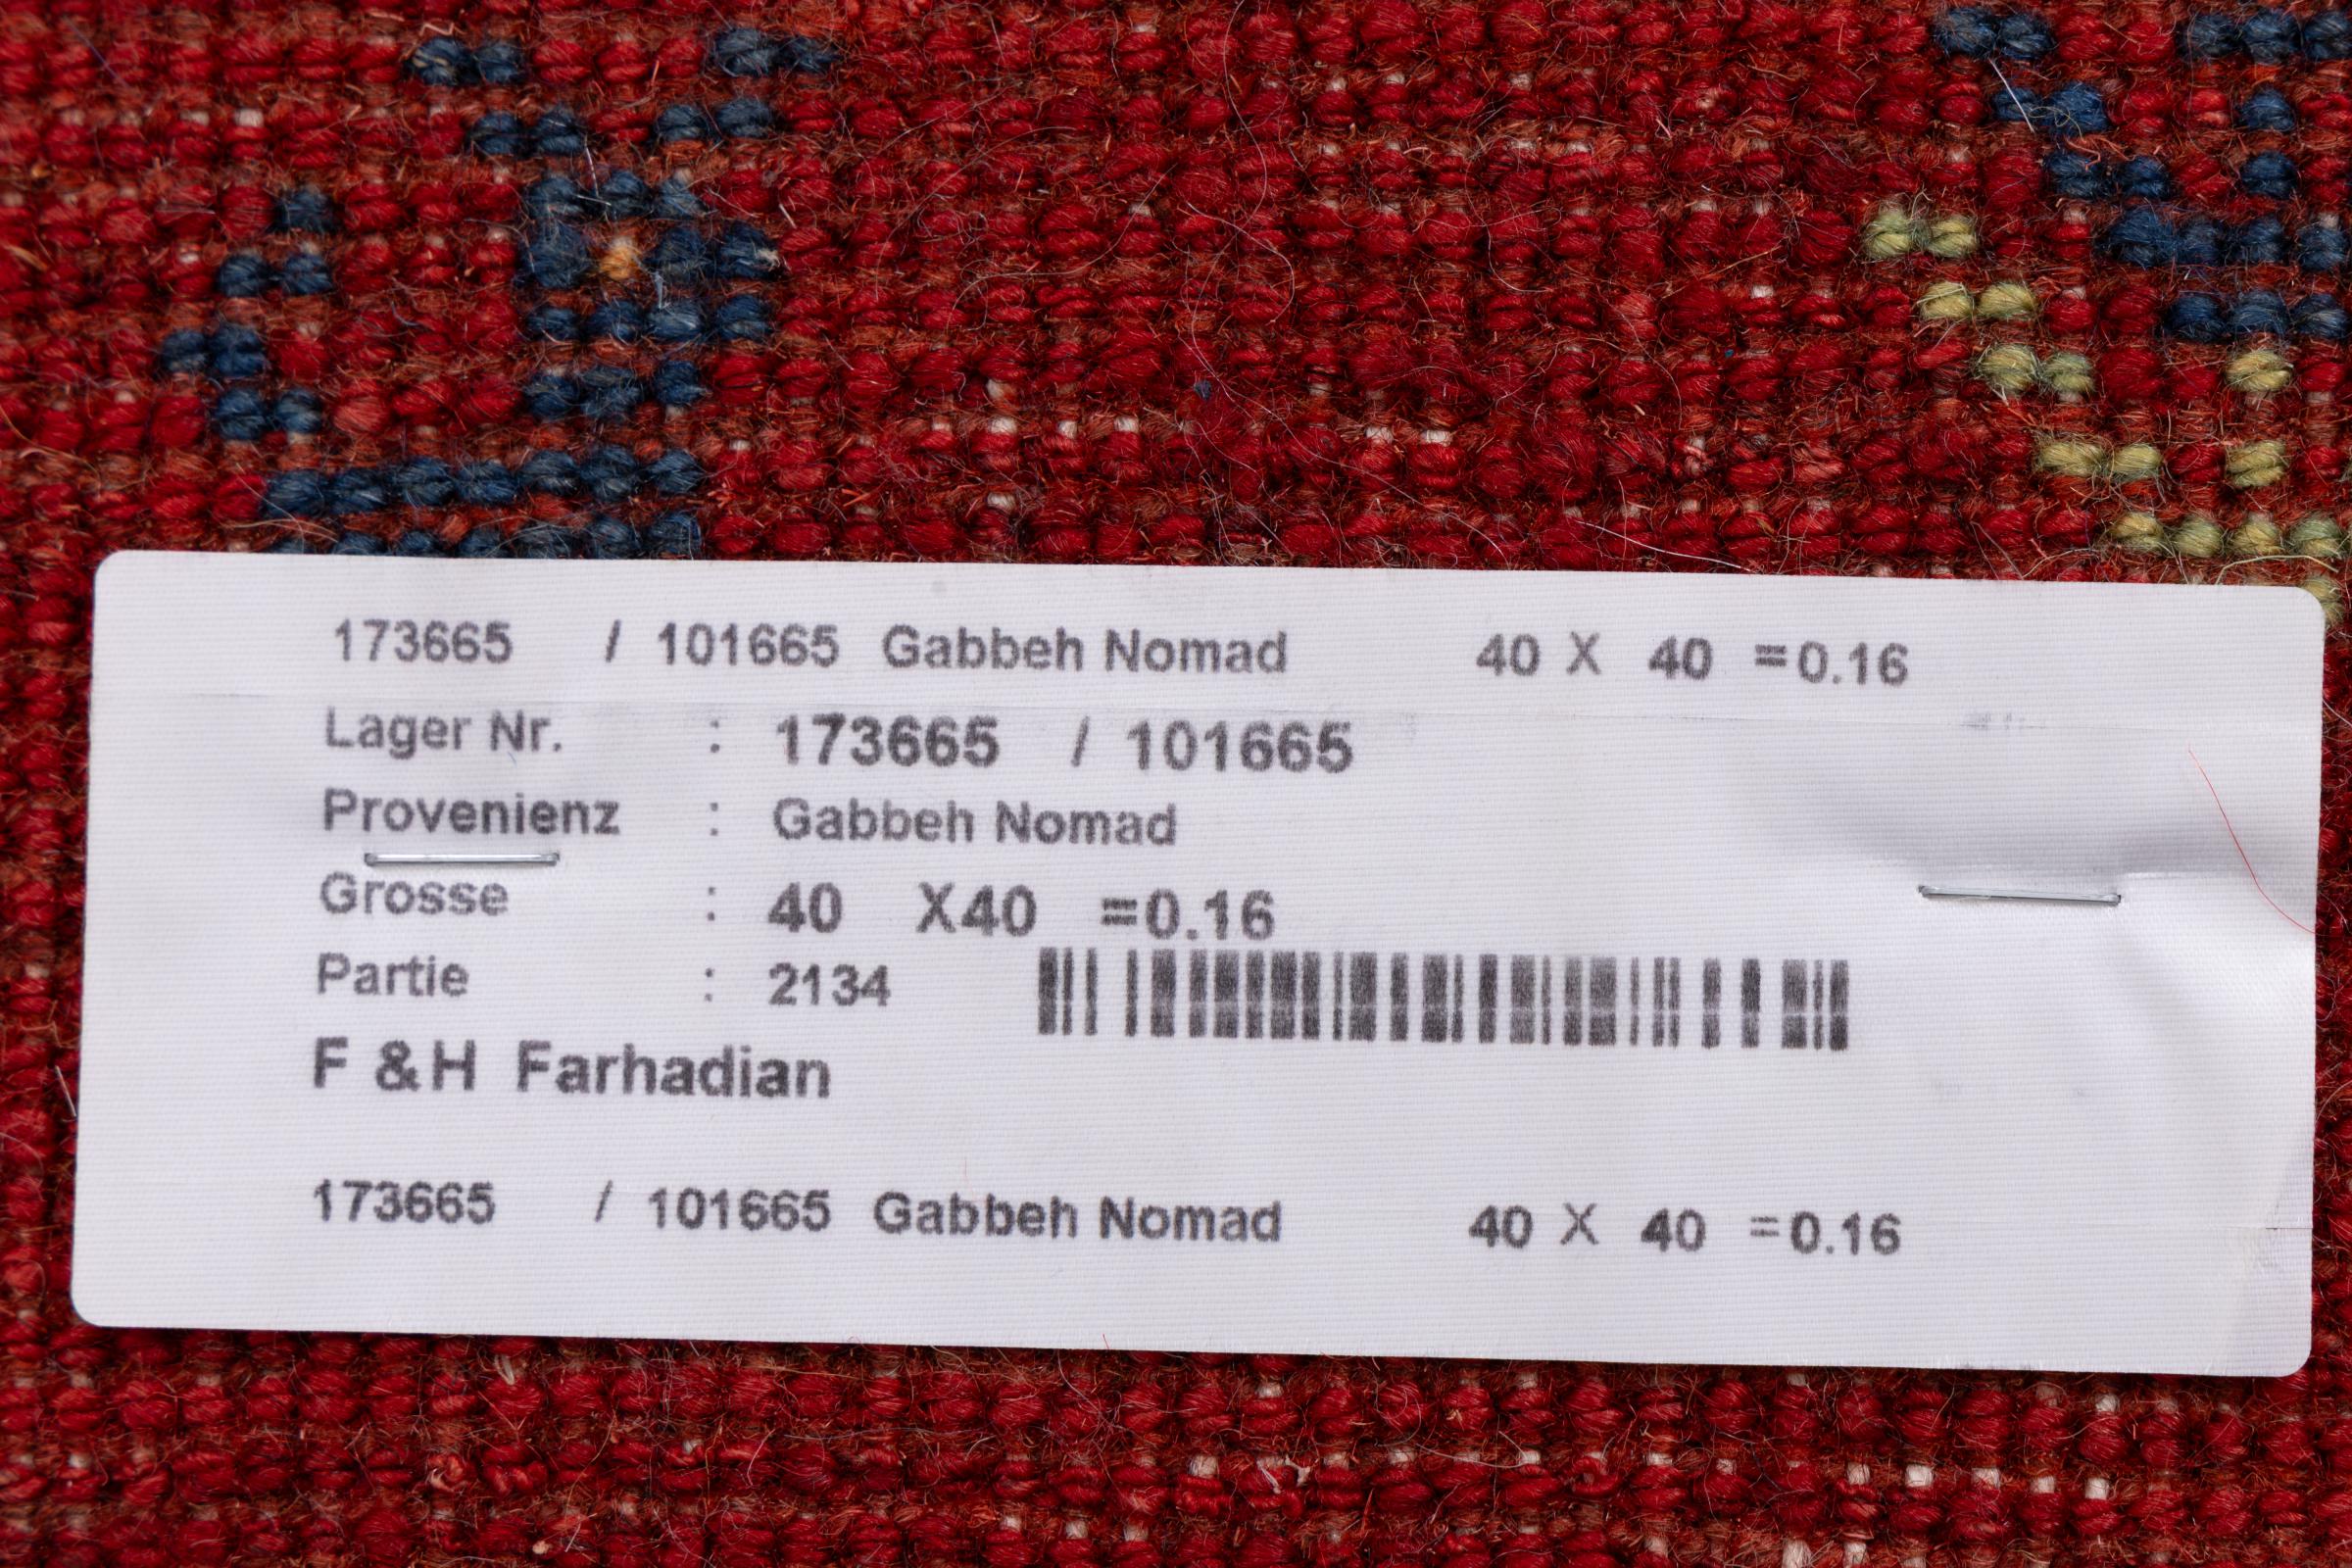 173665 / 101665 Gabbeh Nomad 40 X 40 =0.16
Lager Nr. : 173665 / 101665
Provenienz : Gabbeh Nomad
Grosse : 40 X40 =0.16
Partie : 2134
F &H Farhadian
173665 / 101665 Gabbeh Nomad 40 X 40 =0.16